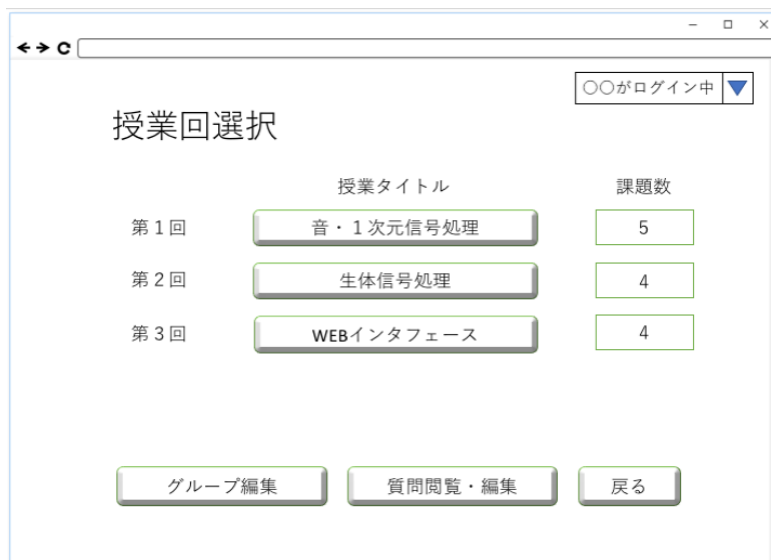 〇〇がログイン中
授業回選択
授業タイトル 課題数
第1回 音・1次元信号処理 5
第2回 生体信号処理 4
第3回 WEBインタフェース 4
グループ編集 質問閲覧・編集 戻る